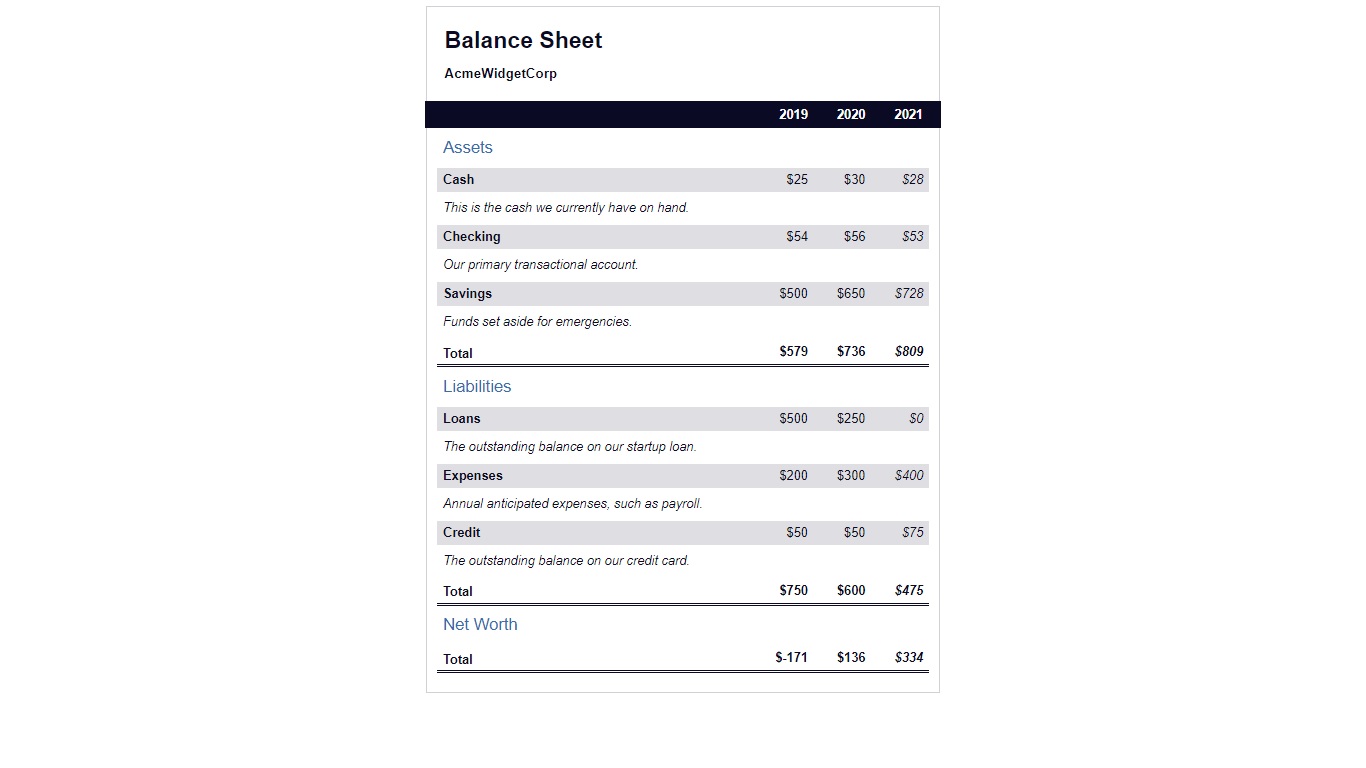 Balance Sheet
AcmeWidgetCorp
2019 2020 2021
Assets
Cash $25 $30 $28
This is the cash we currently have on hand.
Checking $54 $56 $53
Our primary transactional account.
Savings $500 $650 $728
Funds set aside for emergencies.
Total $579 $736 $809
Liabilities
Loans $500 $250 $0
The outstanding balance on our startup loan.
Expenses $200 $300 $400
Annual anticipated expenses, such as payroll.
Credit $50 $50 $75
The outstanding balance on our credit card.
Total $750 $600 $475
Net Worth
Total $-171 $136 $334